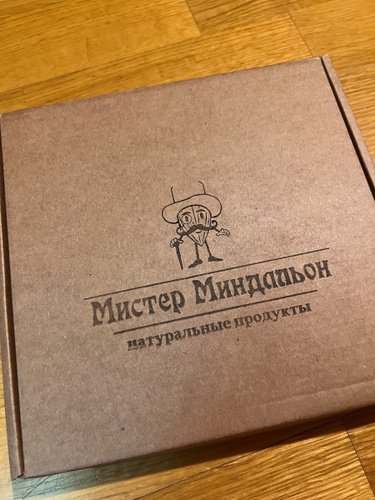 Мистер Миндальон
натуральные продукты